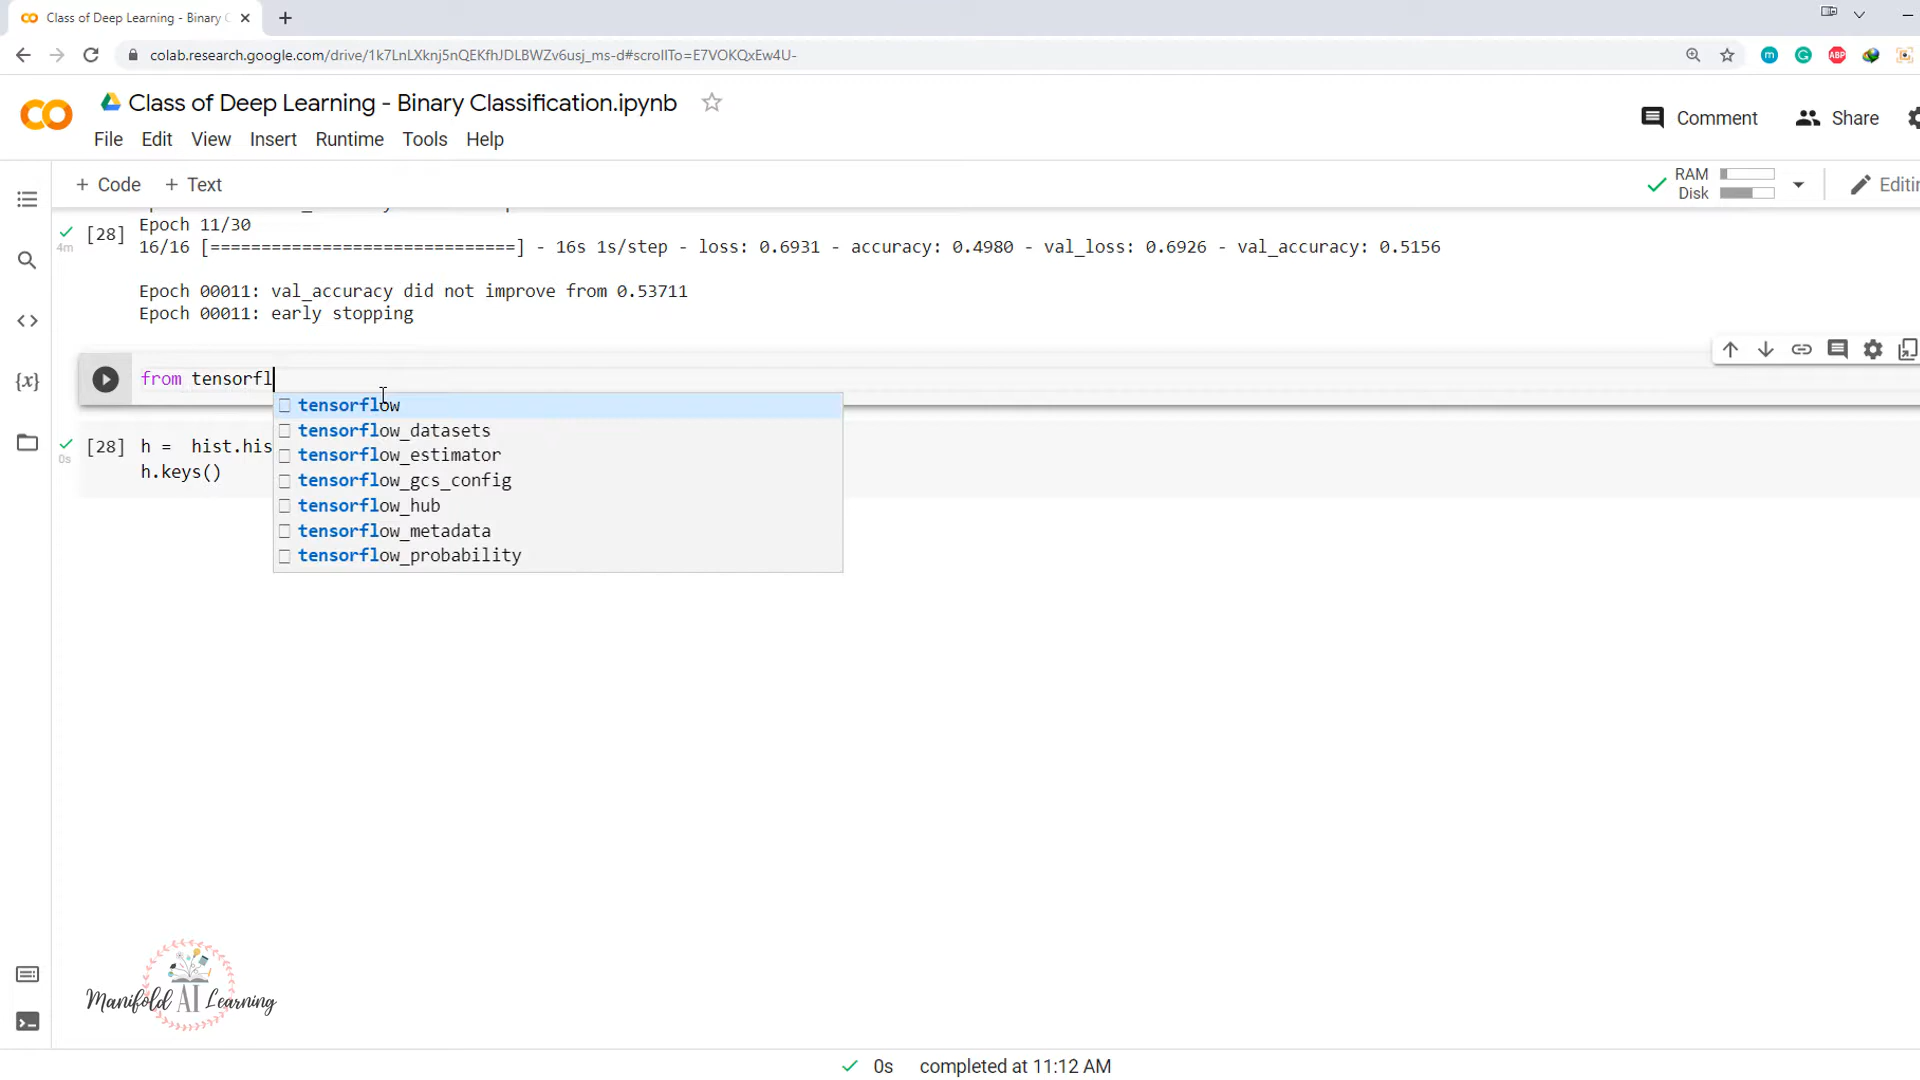 Class of Deep Learning - Binary C
colab.research.google.com/drive/1k7LnLXknj5nQEKfhJDLBWZv6usj_ms-d#scrollTo=E7VOKQxEw4U-
Class of Deep Learning - Binary Classification.ipynb
Comment
Share
File Edit View Insert Runtime Tools Help
+ Code + Text
RAM
Disk
Editin
Epoch 11/30
[28]
4m
16/16 [==============================] - 16s 1s/step - loss: 0.6931 - accuracy: 0.4980 - val_loss: 0.6926 - val_accuracy: 0.5156
Epoch 00011: val_accuracy did not improve from 0.53711
Epoch 00011: early stopping
from tensorfl
tensorflow
tensorflow_datasets
tensorflow_estimator
tensorflow_gcs_config
tensorflow_hub
tensorflow_metadata
tensorflow_probability
[28] h = hist.his
0s
h.keys()
Manifold AI Learning
0s completed at 11:12 AM